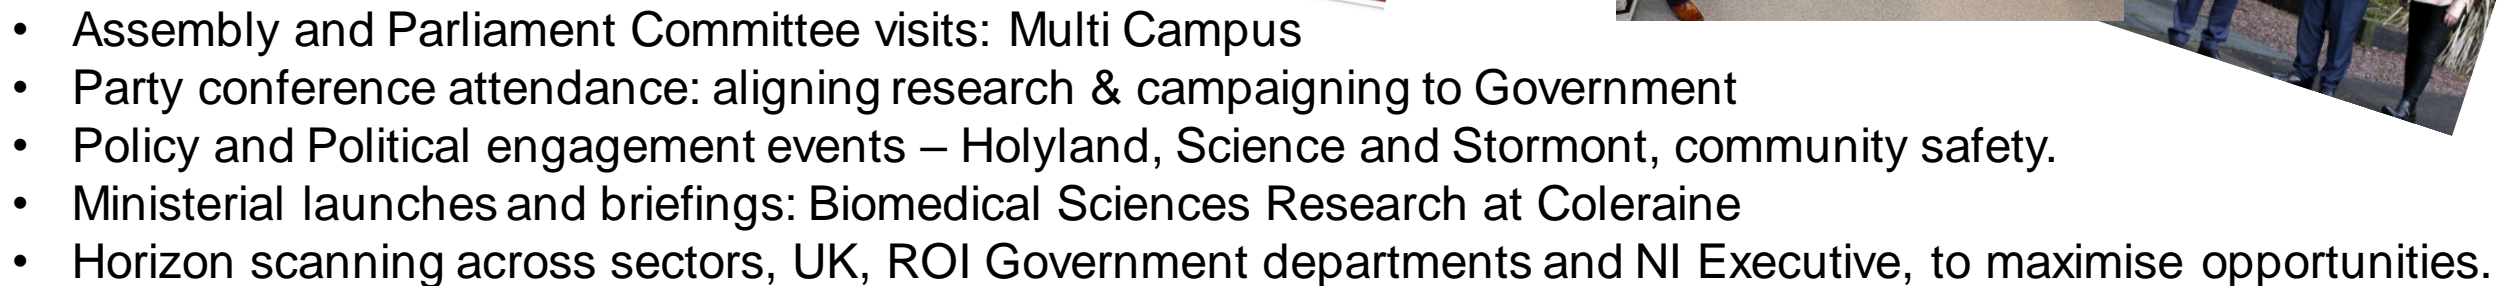 • Assembly and Parliament Committee visits: Multi Campus
• Party conference attendance: aligning research & campaigning to Government
• Policy and Political engagement events – Holyland, Science and Stormont, community safety.
• Ministerial launches and briefings: Biomedical Sciences Research at Coleraine
• Horizon scanning across sectors, UK, ROI Government departments and NI Executive, to maximise opportunities.